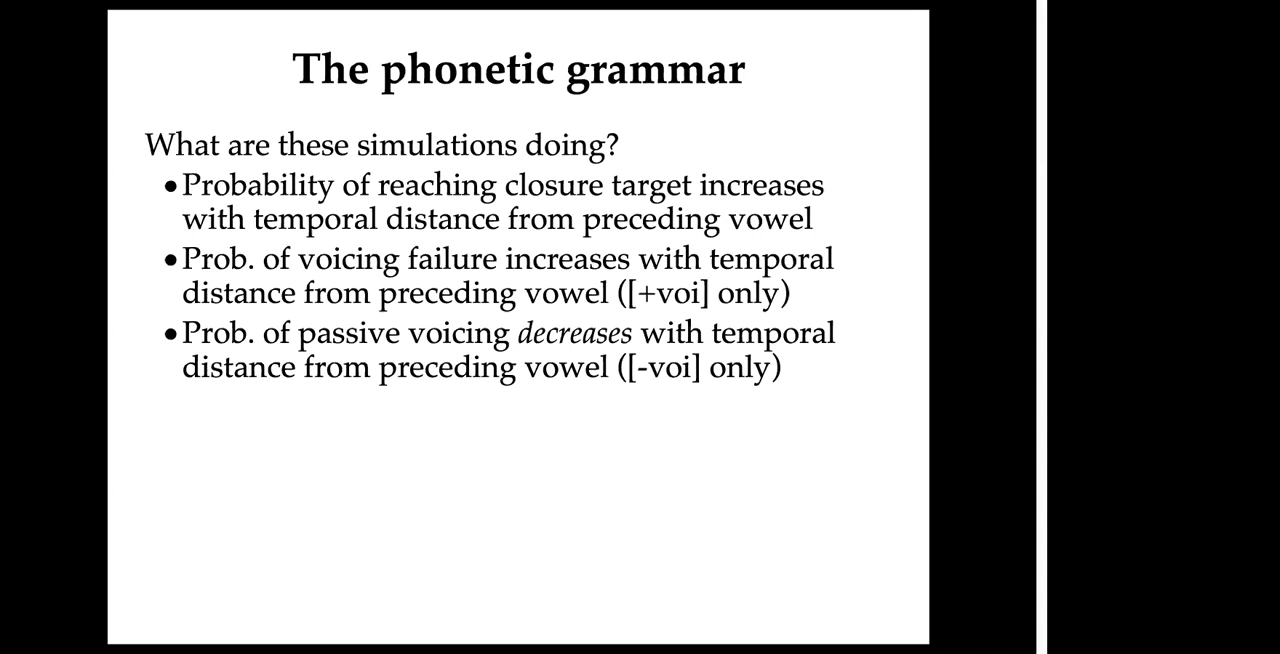 The phonetic grammar
What are these simulations doing?
•Probability of reaching closure target increases
with temporal distance from preceding vowel
•Prob. of voicing failure increases with temporal
distance from preceding vowel ([+voi] only)
•Prob. of passive voicing decreases with temporal
distance from preceding vowel ([-voi] only)